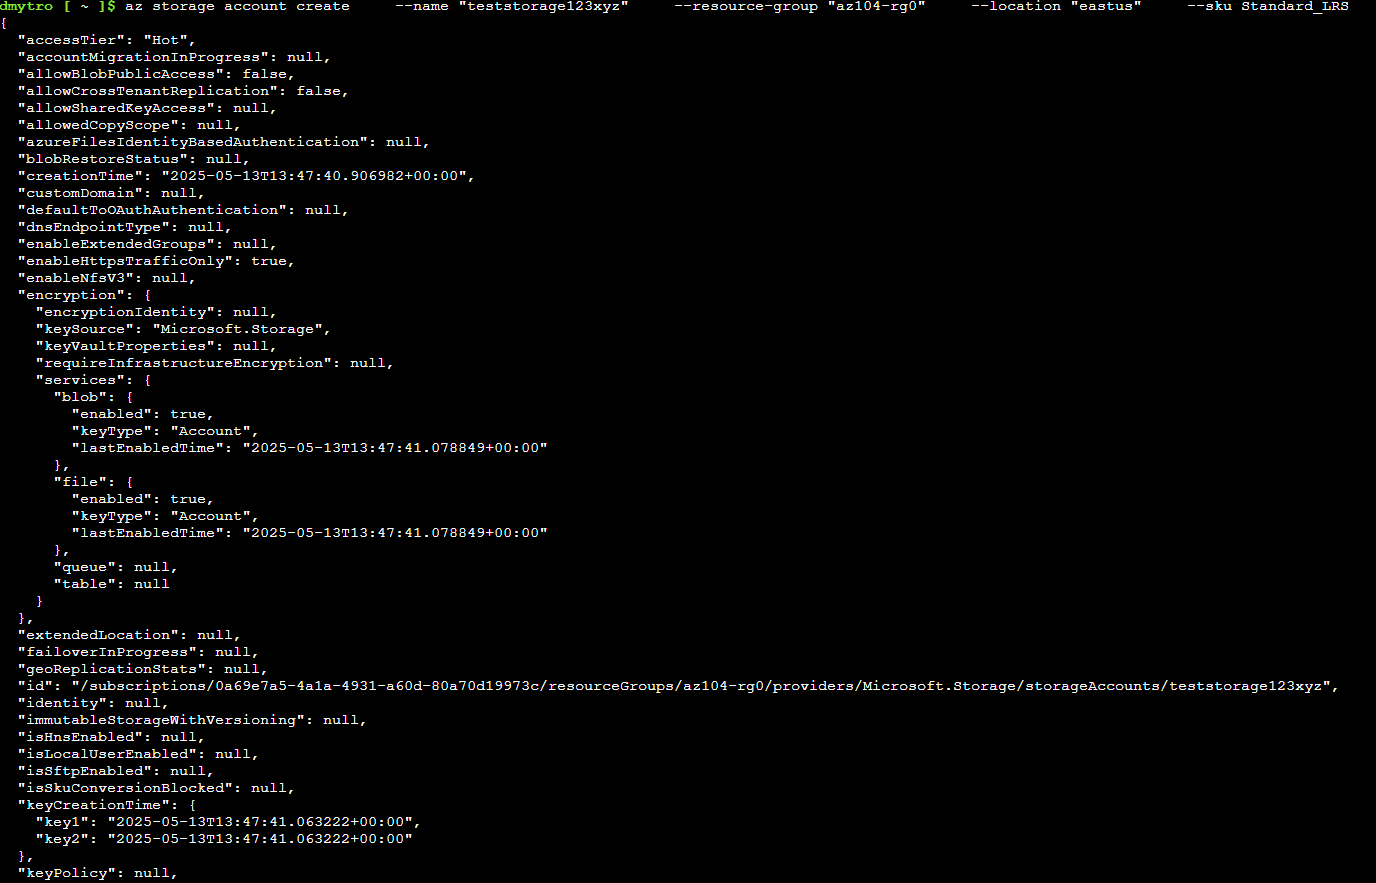 dmytro [ ~ ]$ az storage account create     --name "teststorage123xyz"     --resource-group "az104-rg0"     --location "eastus"     --sku Standard_LRS
{
  "accessTier": "Hot",
  "accountMigrationInProgress": null,
  "allowBlobPublicAccess": false,
  "allowCrossTenantReplication": false,
  "allowSharedKeyAccess": null,
  "allowedCopyScope": null,
  "azureFilesIdentityBasedAuthentication": null,
  "blobRestoreStatus": null,
  "creationTime": "2025-05-13T13:47:40.906982+00:00",
  "customDomain": null,
  "defaultToOAuthAuthentication": null,
  "dnsEndpointType": null,
  "enableExtendedGroups": null,
  "enableHttpsTrafficOnly": true,
  "enableNfsV3": null,
  "encryption": {
    "encryptionIdentity": null,
    "keySource": "Microsoft.Storage",
    "keyVaultProperties": null,
    "requireInfrastructureEncryption": null,
    "services": {
      "blob": {
        "enabled": true,
        "keyType": "Account",
        "lastEnabledTime": "2025-05-13T13:47:41.078849+00:00"
      },
      "file": {
        "enabled": true,
        "keyType": "Account",
        "lastEnabledTime": "2025-05-13T13:47:41.078849+00:00"
      },
      "queue": null,
      "table": null
    }
  },
  "extendedLocation": null,
  "failoverInProgress": null,
  "geoReplicationStats": null,
  "id": "/subscriptions/0a69e7a5-4a1a-4931-a60d-80a70d19973c/resourceGroups/az104-rg0/providers/Microsoft.Storage/storageAccounts/teststorage123xyz",
  "identity": null,
  "immutableStorageWithVersioning": null,
  "isHnsEnabled": null,
  "isLocalUserEnabled": null,
  "isSftpEnabled": null,
  "isSkuConversionBlocked": null,
  "keyCreationTime": {
    "key1": "2025-05-13T13:47:41.063222+00:00",
    "key2": "2025-05-13T13:47:41.063222+00:00"
  },
  "keyPolicy": null,